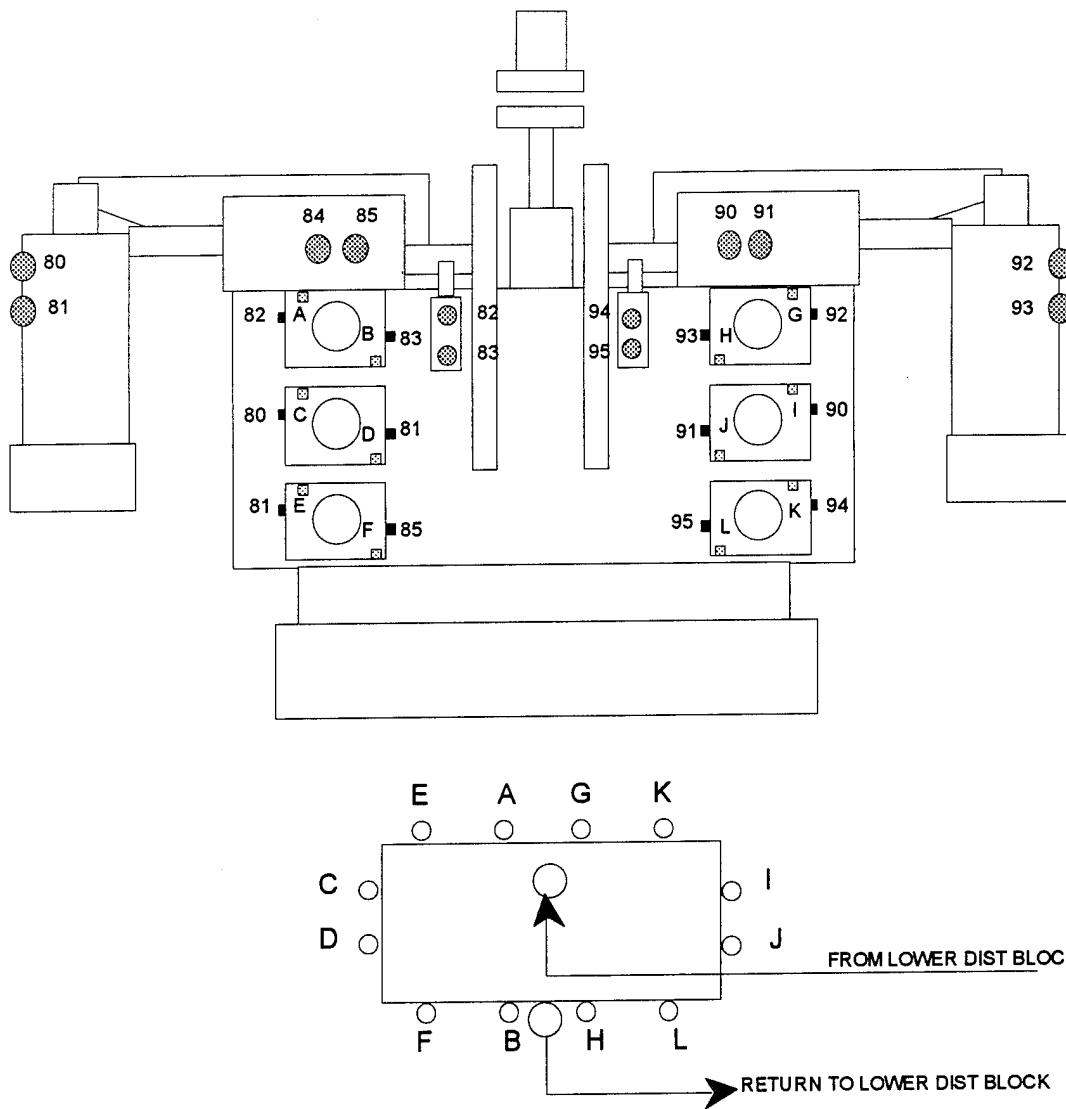 84 85
90 91
80
92
81
93
82 A
B 83
82
83
94
95
G 92
93 H
80 C
D 81
I 90
91 J
81 E
F 85
K 94
95 L
E A G K
C
I
D
J
FROM LOWER DIST BLOC
F B H L
RETURN TO LOWER DIST BLOCK